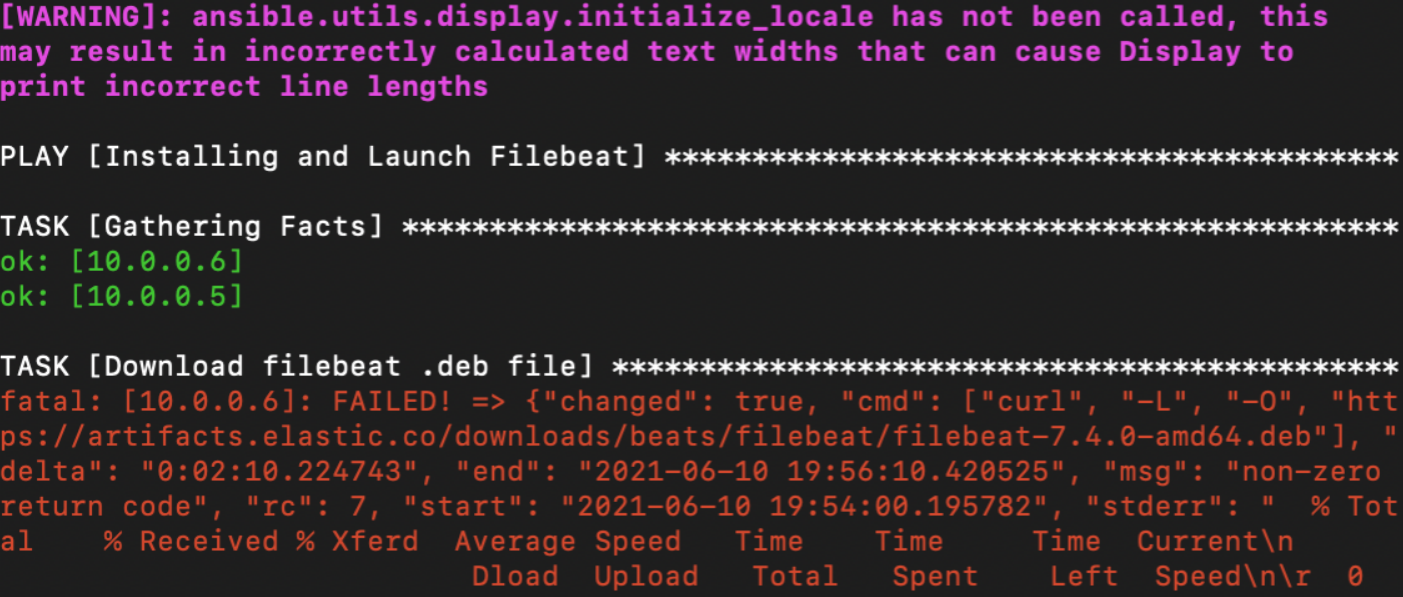 [WARNING]: ansible.utils.display.initialize_locale has not been called, this
may result in incorrectly calculated text widths that can cause Display to
print incorrect line lengths
PLAY [Installing and Launch Filebeat] ******************************************
TASK [Gathering Facts] *********************************************************
ok: [10.0.0.6]
ok: [10.0.0.5]
TASK [Download filebeat .deb file] *********************************************
fatal: [10.0.0.6]: FAILED! => {"changed": true, "cmd": ["curl", "-L", "-O", "htt
ps://artifacts.elastic.co/downloads/beats/filebeat/filebeat-7.4.0-amd64.deb"], "
delta": "0:02:10.224743", "end": "2021-06-10 19:56:10.420525", "msg": "non-zero
return code", "rc": 7, "start": "2021-06-10 19:54:00.195782", "stderr": "  % Tot
al    % Received % Xferd  Average Speed   Time    Time     Time  Current\n
                           Dload  Upload   Total   Spent    Left  Speed\n\r  0